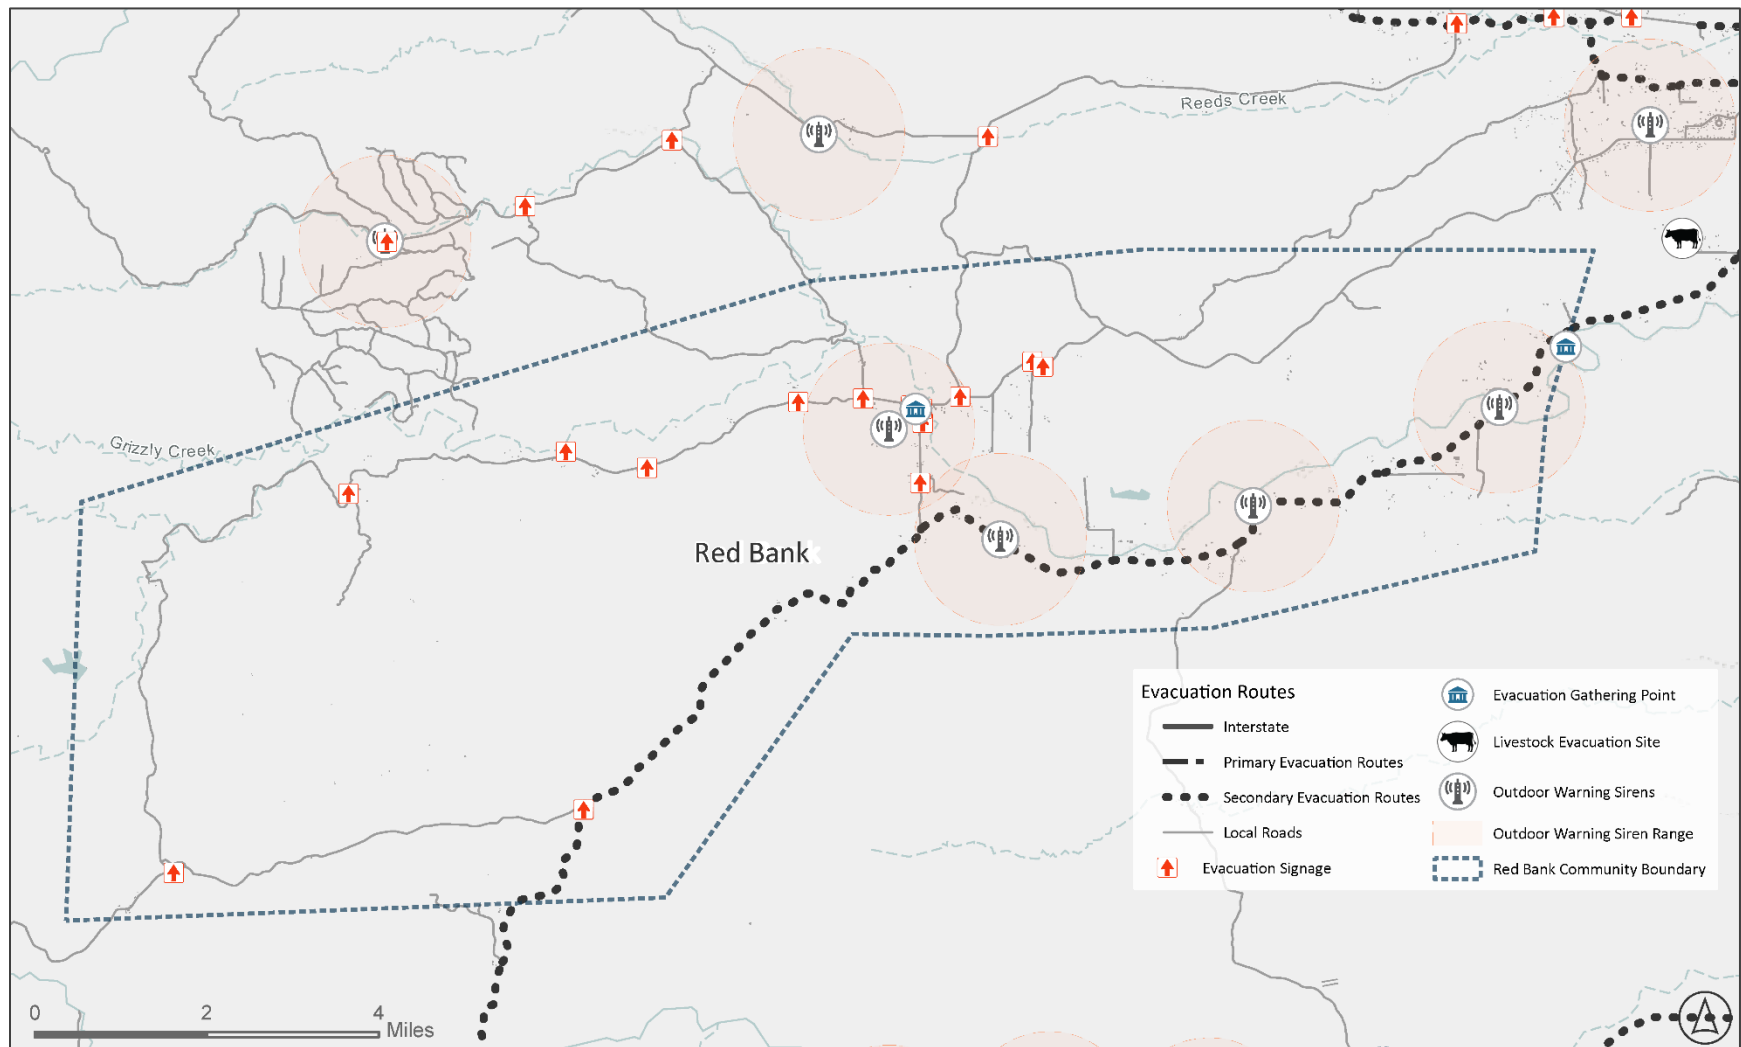 Reeds Creek
Grizzly Creek
Red Bank
Evacuation Routes
Interstate
Primary Evacuation Routes
Secondary Evacuation Routes
Local Roads
Evacuation Signage
Evacuation Gathering Point
Livestock Evacuation Site
Outdoor Warning Sirens
Outdoor Warning Siren Range
Red Bank Community Boundary
0 2 4
Miles